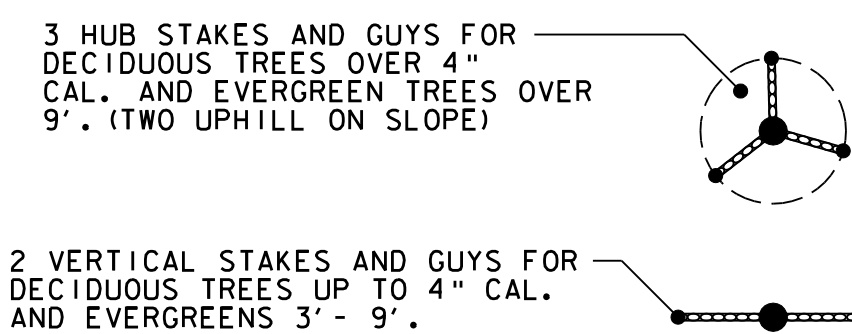 3 HUB STAKES AND GUYS FOR
DECIDUOUS TREES OVER 4"
CAL. AND EVERGREEN TREES OVER
9'. (TWO UPHILL ON SLOPE)
2 VERTICAL STAKES AND GUYS FOR
DECIDUOUS TREES UP TO 4" CAL.
AND EVERGREENS 3'- 9'.